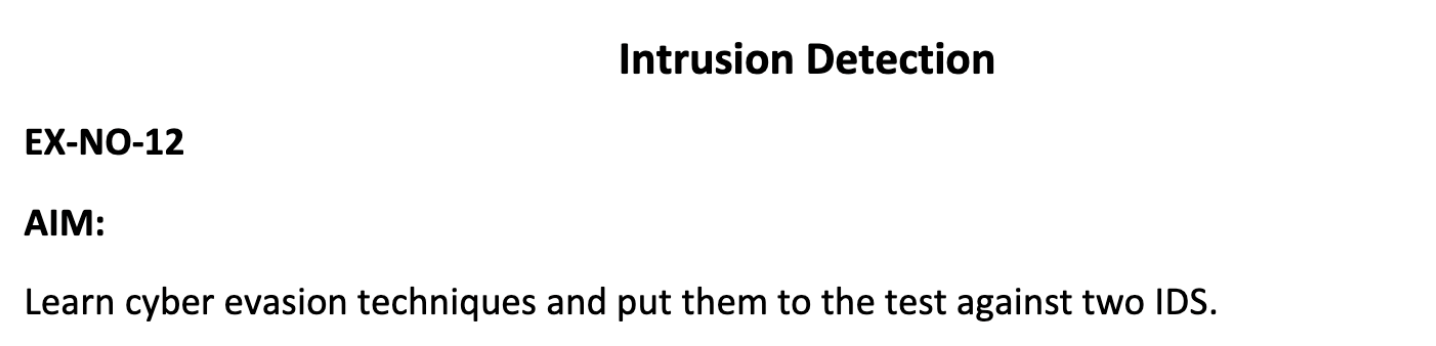 Intrusion Detection
EX-NO-12
AIM:
Learn cyber evasion techniques and put them to the test against two IDS.